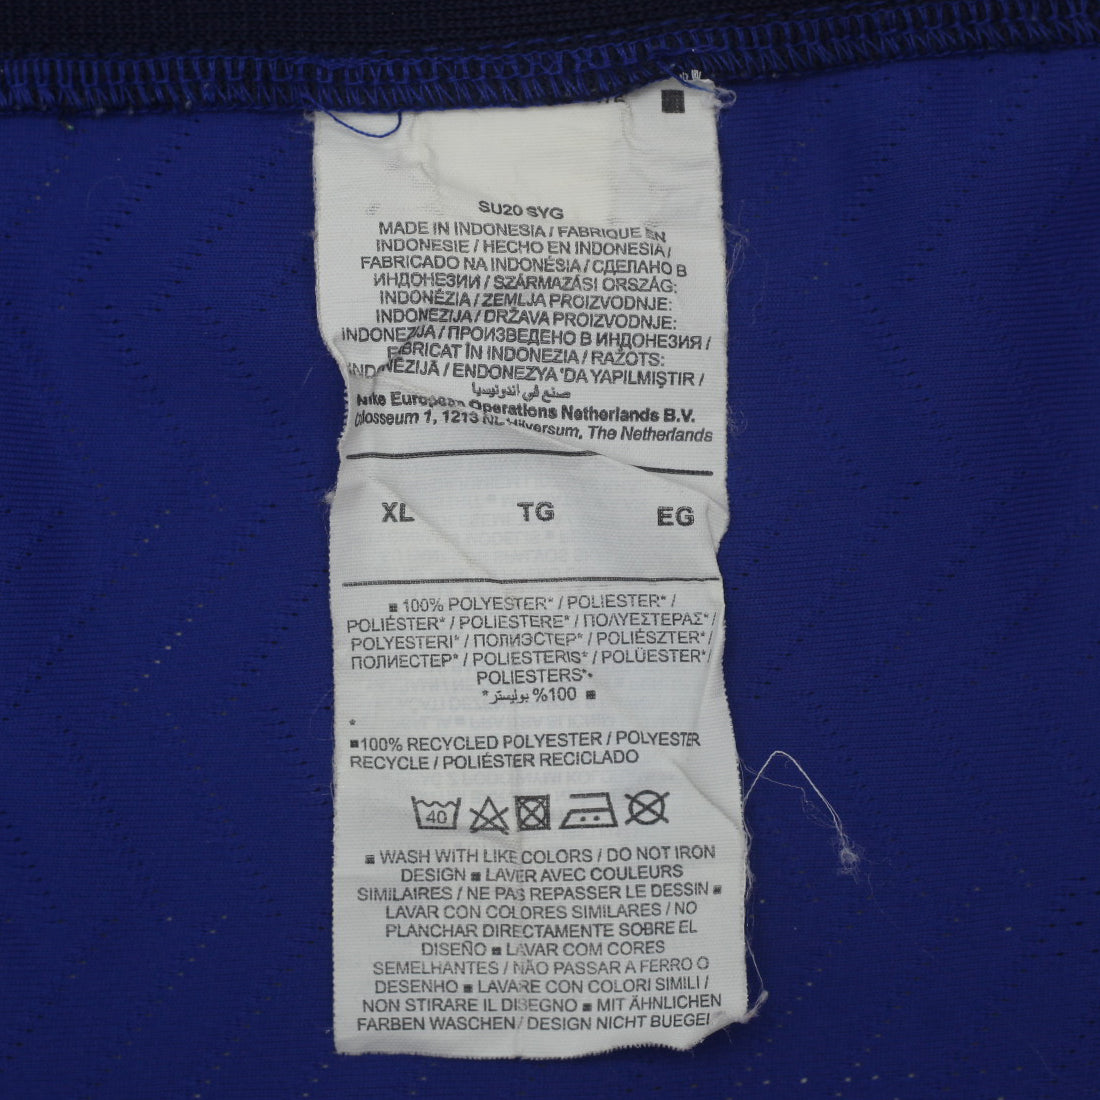 SU20 SYG
MADE IN INDONESIA / FABRIQUE EN
INDONESIE / HECHO EN INDONESIA /
FABRICADO NA INDONÉSIA / СДЕЛАНО В
ИНДОНЕЗИИ / SZÁRMAZÁSI ORSZÁG:
INDONÉZIA / ZEMLJA PROIZVODNJE:
INDONEZIJA / DRŽAVA PROIZVODNJE:
INDONEZIJA / ПРОИЗВЕДЕНО В ИНДОНЕЗИЯ /
FABRICAT ÎN INDONEZIA / RAŽOTS:
INDONĒZIJĀ / ENDONEZYA'DA YAPILMIŞTIR /
صنع في اندونيسيا
Nike European Operations Netherlands B.V.
Colosseum 1, 1213 NL Hilversum, The Netherlands
XL TG EG
100% POLYESTER* / POLIESTER* /
POLIÉSTER* / POLIESTERE* / ΠΟΛΥΕΣΤΕΡΑΣ* /
POLYESTERI* / ПОЛИЭСТЕР* / POLIÉSZTER* /
ПОЛИЕСТЕР* / POLIESTERIS* / POLÜESTER* /
POLIESTERS*
100% بوليستر*
*
100% RECYCLED POLYESTER / POLYESTER
RECYCLE / POLIÉSTER RECICLADO
40
WASH WITH LIKE COLORS / DO NOT IRON
DESIGN ■ LAVER AVEC COULEURS
SIMILAIRES / NE PAS REPASSER LE DESSIN ■
LAVAR CON COLORES SIMILARES / NO
PLANCHAR DIRECTAMENTE SOBRE EL
DISEÑO ■ LAVAR COM CORES
SEMELHANTES / NÃO PASSAR A FERRO O
DESENHO ■ LAVARE CON COLORI SIMILI /
NON STIRARE IL DISEGNO ■ MIT ÄHNLICHEN
FARBEN WASCHEN / DESIGN NICHT BUEGEL